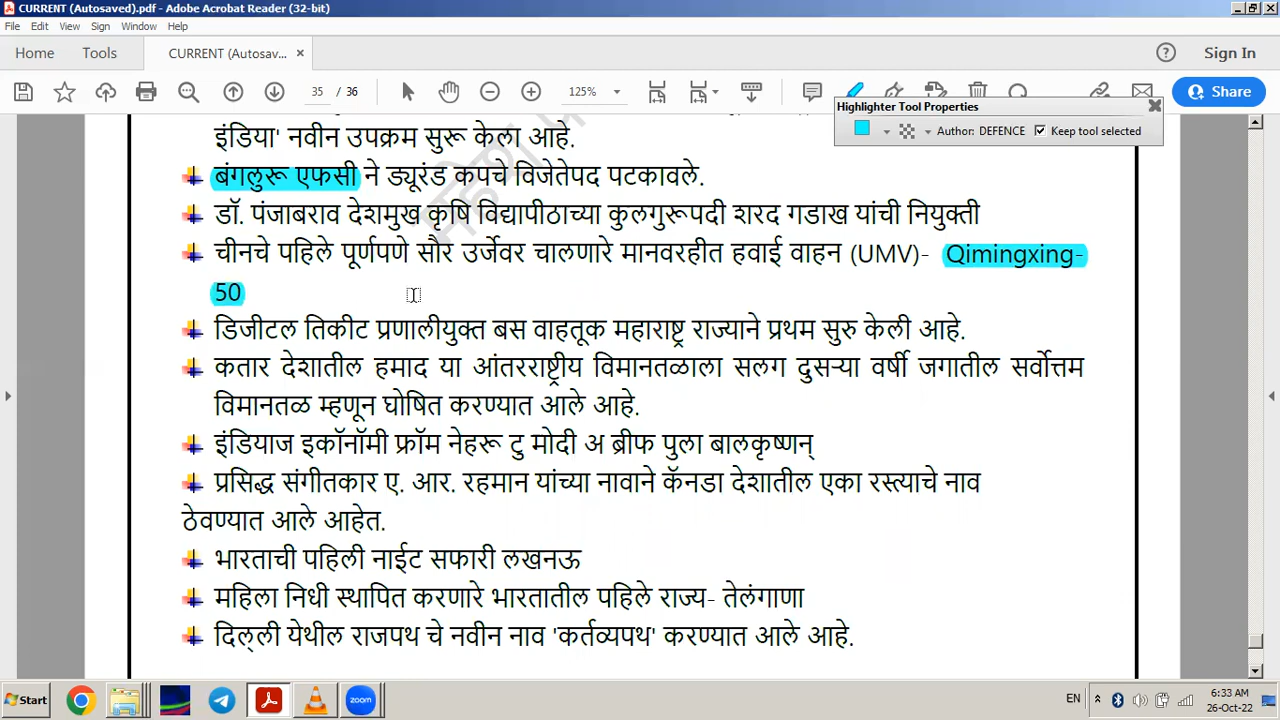 CURRENT (Autosaved).pdf - Adobe Acrobat Reader (32-bit)
File Edit View Sign Window Help
Home Tools CURRENT (Autosav... × Sign In
35 / 36 125% Share
Highlighter Tool Properties
Author: DEFENCE Keep tool selected
इंडिया' नवीन उपक्रम सुरू केला आहे.
बंगलुरू एफसी ने ड्यूरंड कपचे विजेतेपद पटकावले.
डॉ. पंजाबराव देशमुख कृषि विद्यापीठाच्या कुलगुरूपदी शरद गडाख यांची नियुक्ती
चीनचे पहिले पूर्णपणे सौर उर्जेवर चालणारे मानवरहीत हवाई वाहन (UMV)- Qimingxing-
50
डिजीटल तिकीट प्रणालीयुक्त बस वाहतूक महाराष्ट्र राज्याने प्रथम सुरु केली आहे.
कतार देशातील हमाद या आंतरराष्ट्रीय विमानतळाला सलग दुसऱ्या वर्षी जगातील सर्वोत्तम
विमानतळ म्हणून घोषित करण्यात आले आहे.
इंडियाज इकॉनॉमी फ्रॉम नेहरू टु मोदी अ ब्रीफ पुला बालकृष्णन्
प्रसिद्ध संगीतकार ए. आर. रहमान यांच्या नावाने कॅनडा देशातील एका रस्त्याचे नाव
ठेवण्यात आले आहेत.
भारताची पहिली नाईट सफारी लखनऊ
महिला निधी स्थापित करणारे भारतातील पहिले राज्य- तेलंगाणा
दिल्ली येथील राजपथ चे नवीन नाव 'कर्तव्यपथ' करण्यात आले आहे.
Start zoom EN 6:33 AM
26-Oct-22